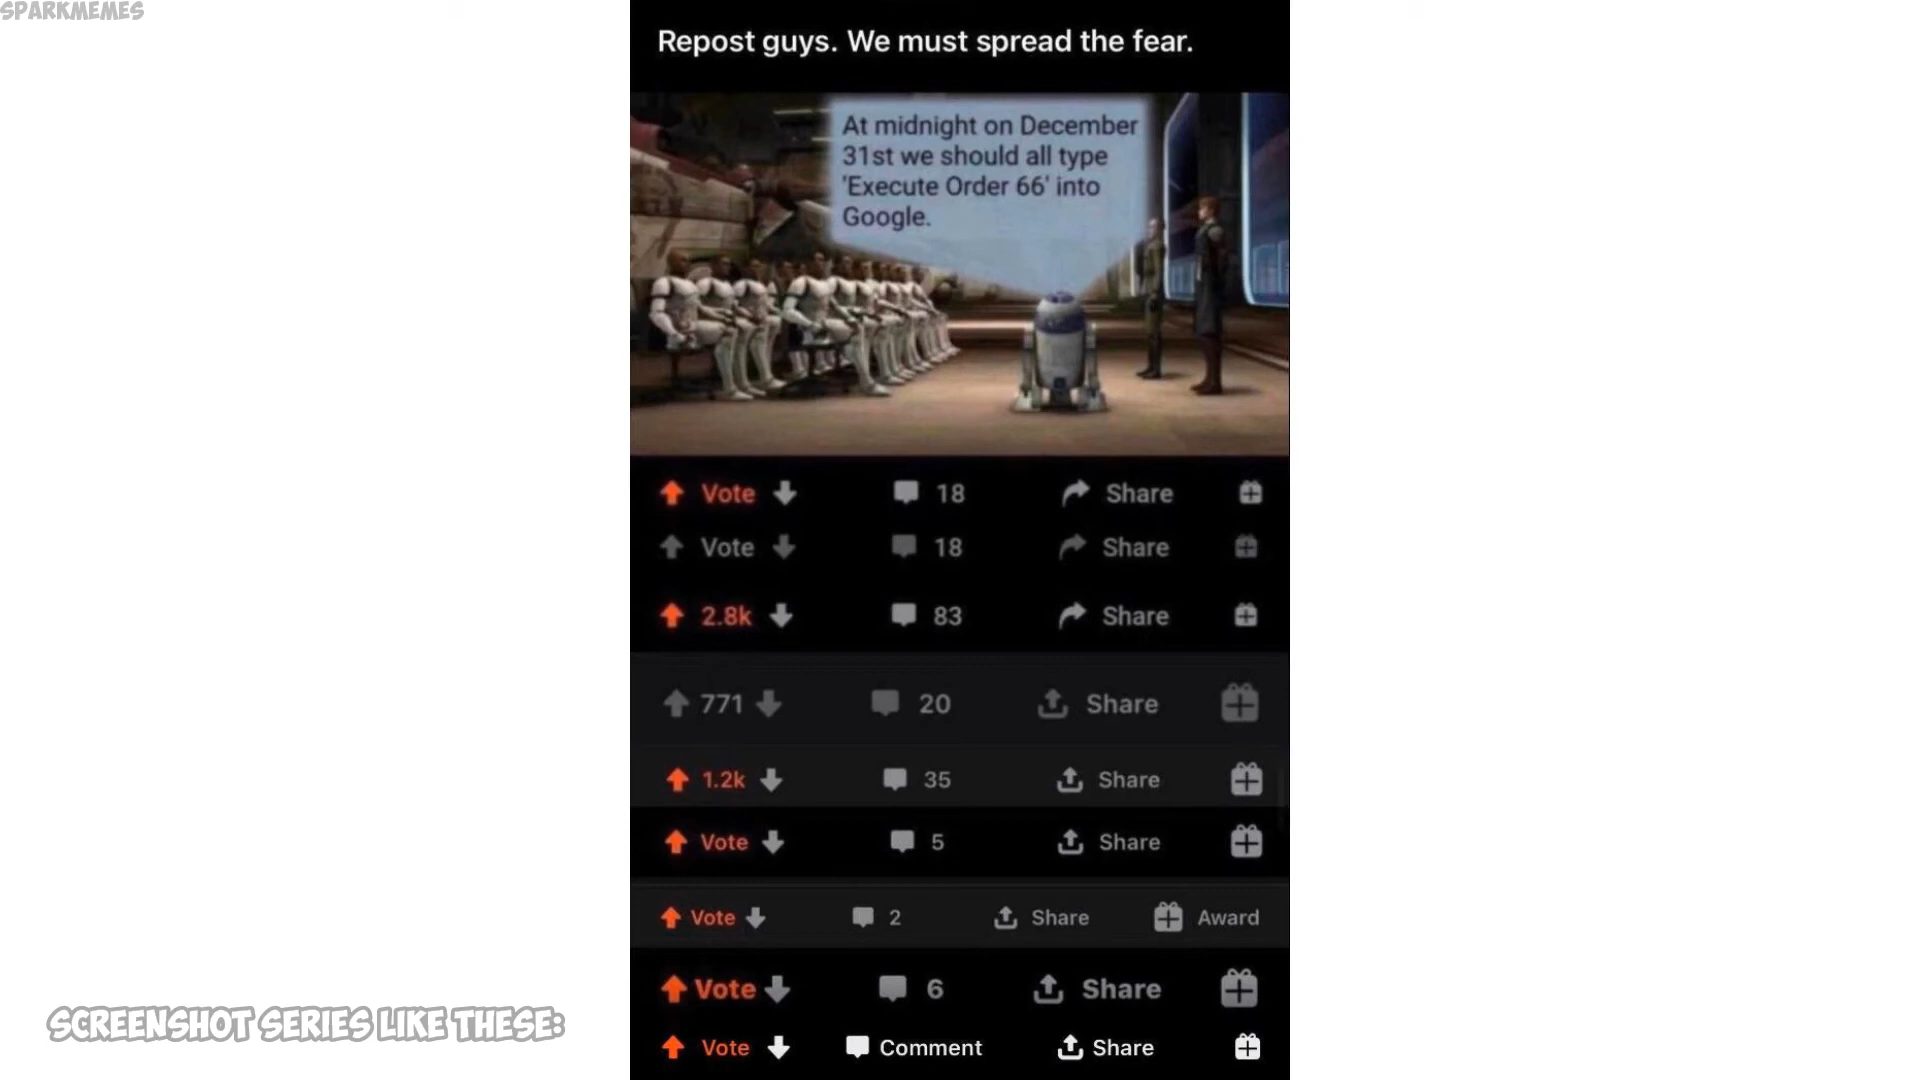 SPARKMEMES
Repost guys. We must spread the fear.
At midnight on December
31st we should all type
'Execute Order 66' into
Google.
Vote 18 Share
Vote 18 Share
2.8k 83 Share
771 20 Share
1.2k 35 Share
Vote 5 Share
Vote 2 Share Award
Vote 6 Share
SCREENSHOT SERIES LIKE THESE:
Vote Comment Share